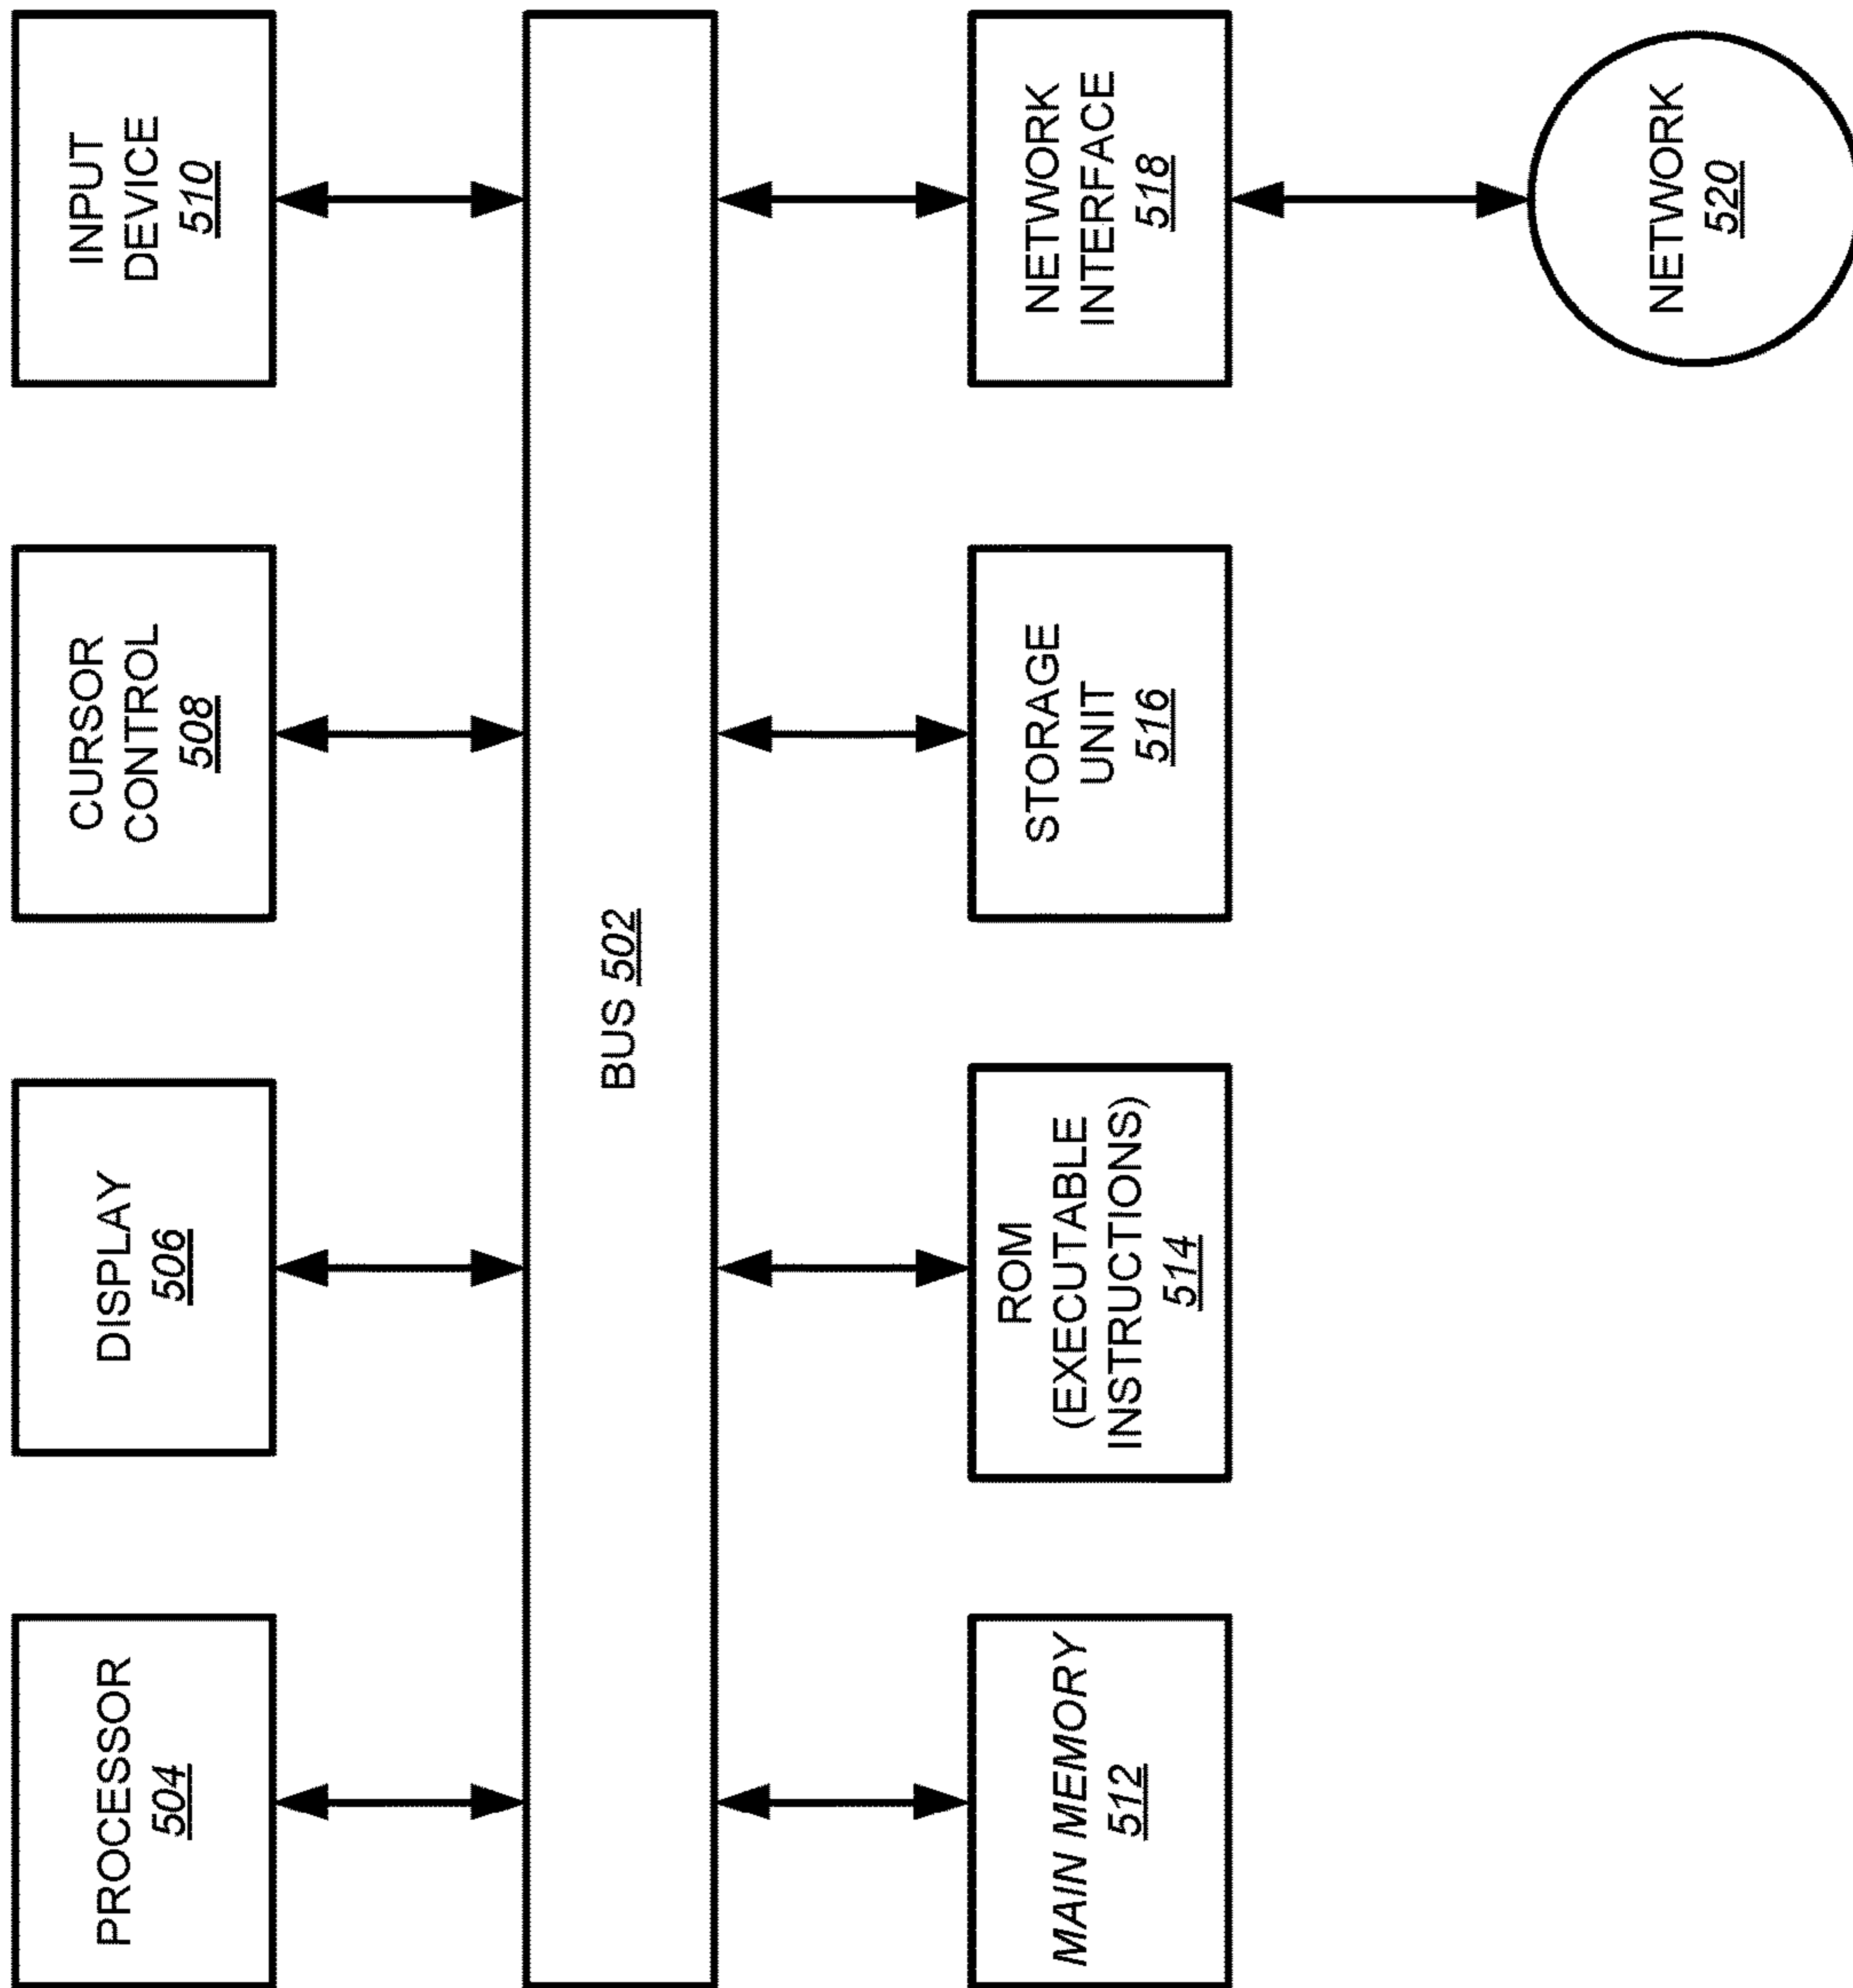 PROCESSOR
504
DISPLAY
506
CURSOR
CONTROL
508
INPUT
DEVICE
510
BUS 502
MAIN MEMORY
512
ROM
(EXECUTABLE
INSTRUCTIONS)
514
STORAGE
UNIT
516
NETWORK
INTERFACE
518
NETWORK
520